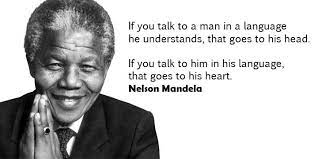 If you talk to a man in a language
he understands, that goes to his head.
If you talk to him in his language,
that goes to his heart.
Nelson Mandela